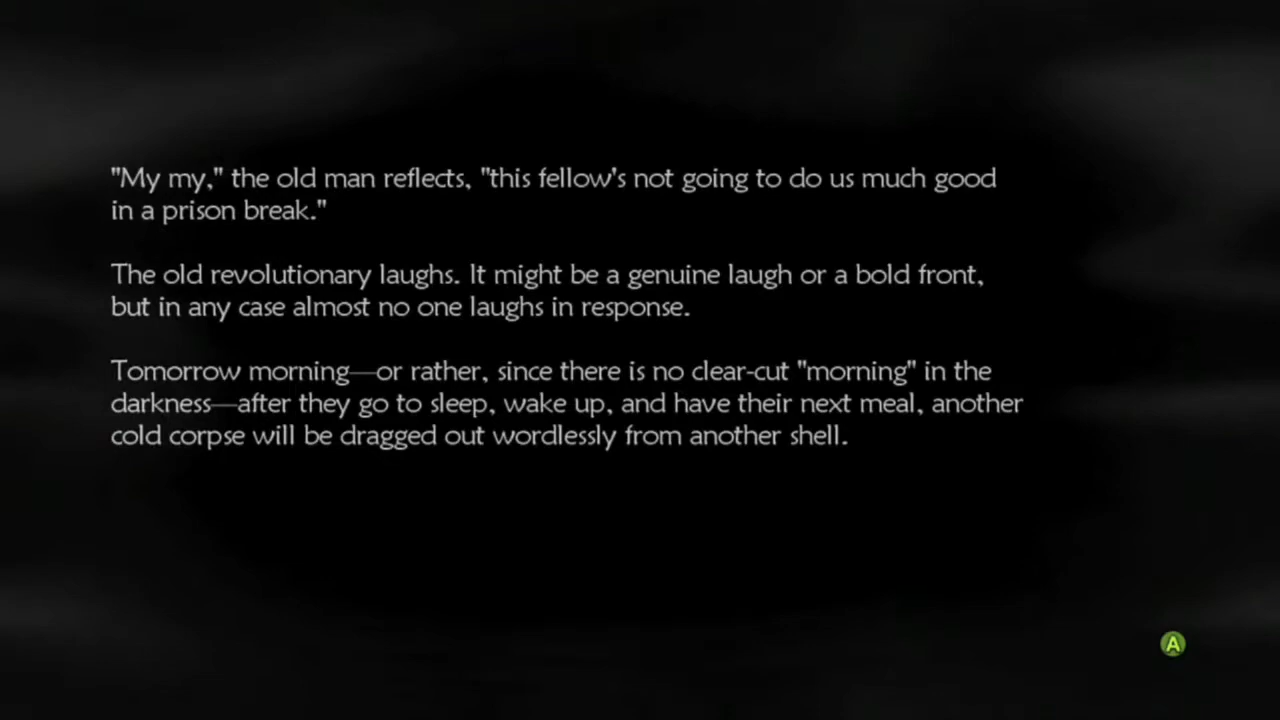 "My my," the old man reflects, "this fellow's not going to do us much good
in a prison break."
The old revolutionary laughs. It might be a genuine laugh or a bold front,
but in any case almost no one laughs in response.
Tomorrow morning—or rather, since there is no clear-cut "morning" in the
darkness—after they go to sleep, wake up, and have their next meal, another
cold corpse will be dragged out wordlessly from another shell.
A